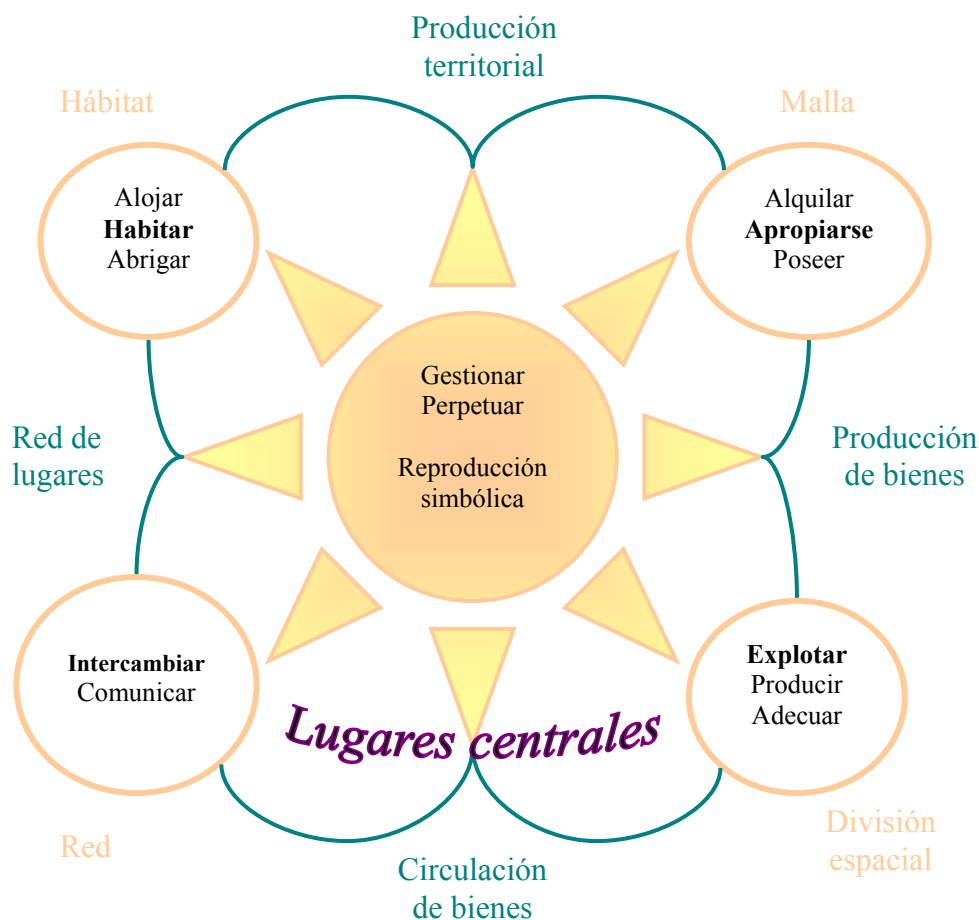 Producción
territorial
Hábitat
Malla
Alojar
Habitar
Abrigar
Alquilar
Apropiarse
Poseer
Gestionar
Perpetuar
Reproducción
simbólica
Red de
lugares
Producción
de bienes
Intercambiar
Comunicar
Explotar
Producir
Adecuar
Lugares centrales
Red
División
espacial
Circulación
de bienes